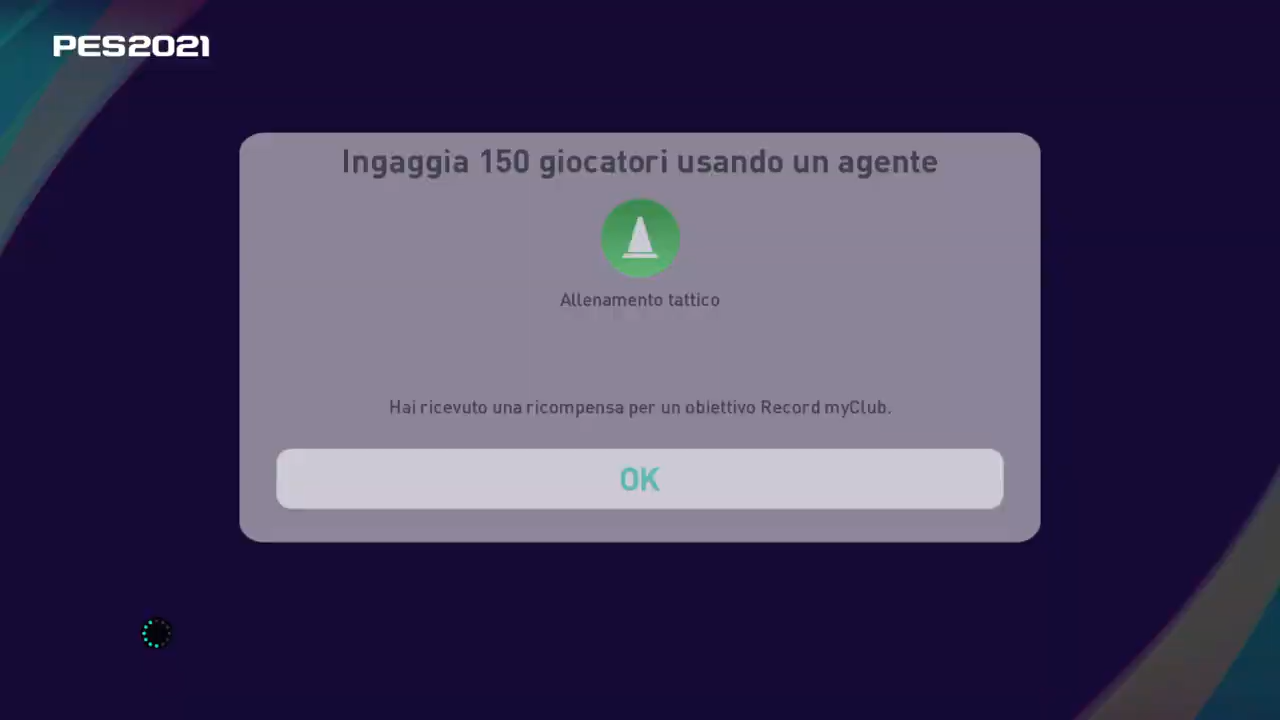 PES2021
Ingaggia 150 giocatori usando un agente
Allenamento tattico
Hai ricevuto una ricompensa per un obiettivo Record myClub.
OK